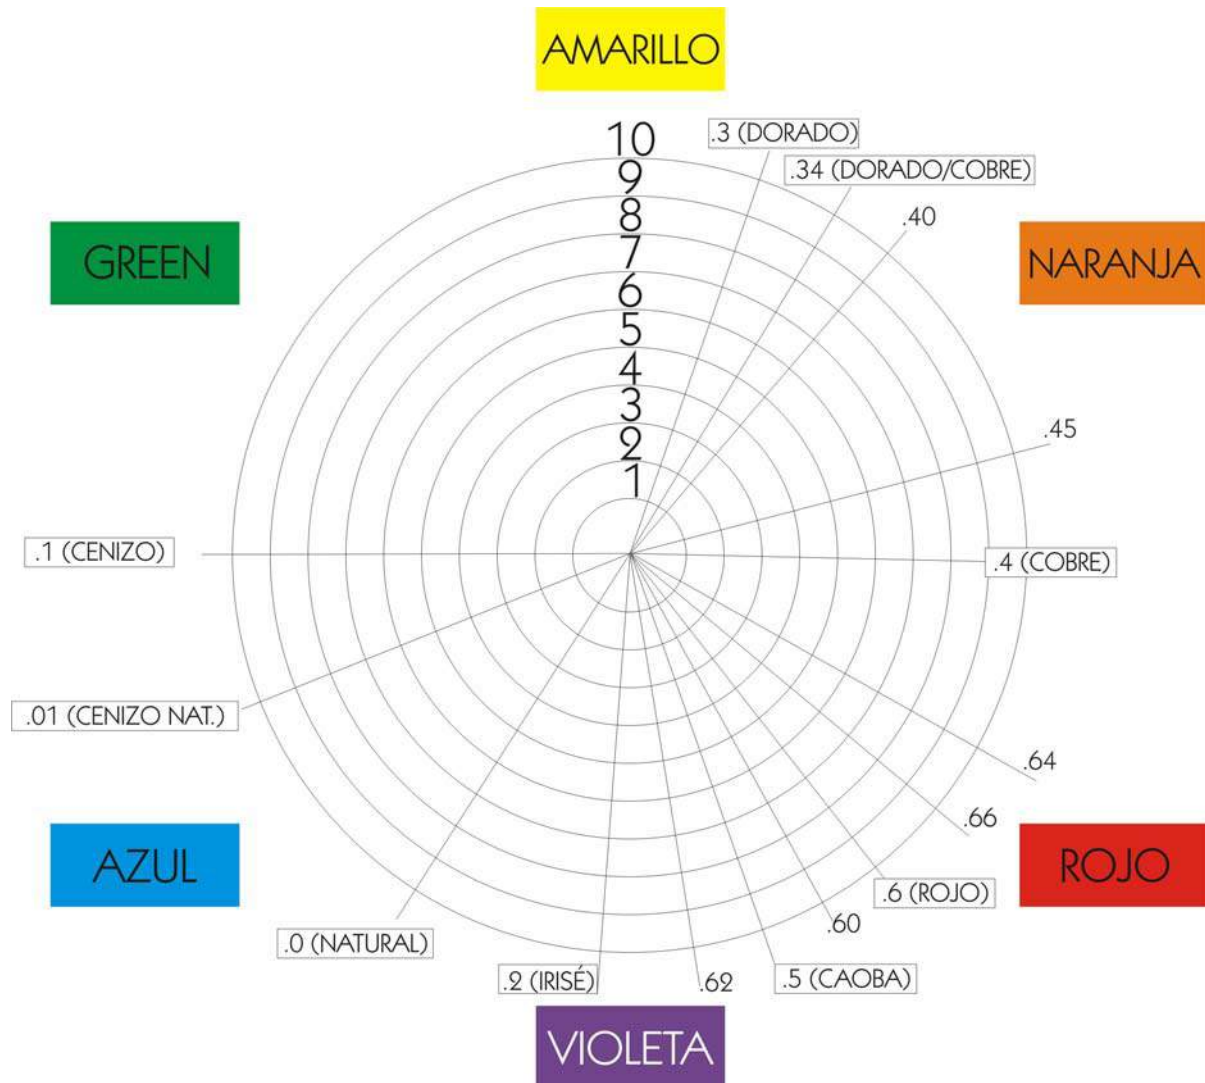 AMARILLO
10
.3 (DORADO)
9
.34 (DORADO/COBRE)
8
.40
7
GREEN
NARANJA
6
5
4
3
.45
2
1
.1 (CENIZO)
.4 (COBRE)
.01 (CENIZO NAT.)
.64
.66
AZUL
ROJO
.6 (ROJO)
.60
.0 (NATURAL)
.2 (IRISÉ)
.62
.5 (CAOBA)
VIOLETA